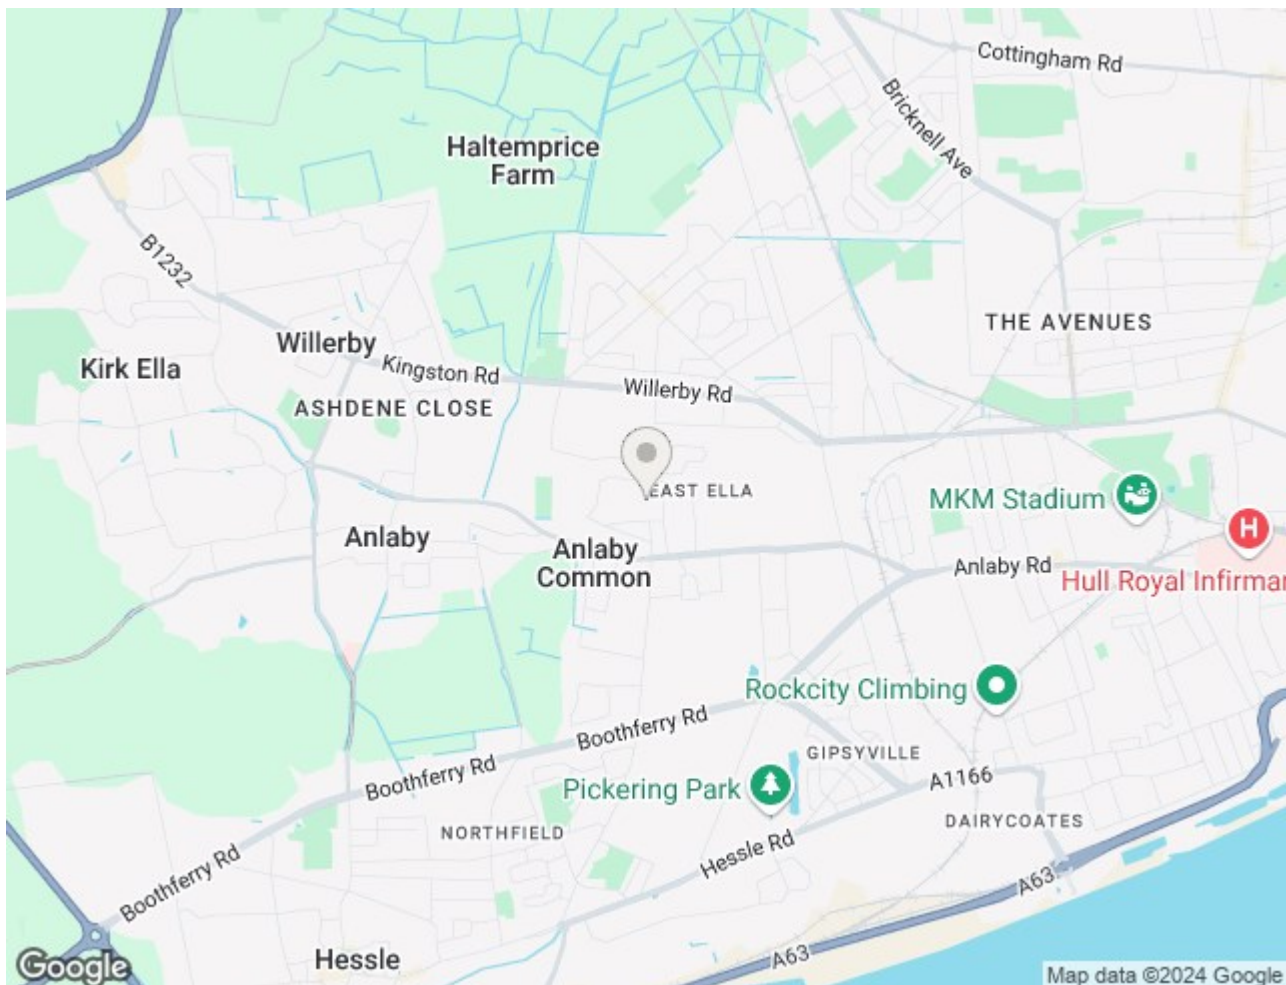 Cottingham Rd
Bricknell Ave
Haltemprice
Farm
B1232
THE AVENUES
Willerby
Kirk Ella
Kingston Rd
Willerby Rd
ASHDENE CLOSE
EAST ELLA
MKM Stadium
H
Anlaby
Anlaby
Common
Anlaby Rd
Hull Royal Infirmar
Rockcity Climbing
Boothferry Rd
GIPSYVILLE
Boothferry Rd
A1166
Pickering Park
DAIRYCOATES
NORTHFIELD
Hessle Rd
Boothferry Rd
A63
A63
Hessle
Google
Map data ©2024 Google